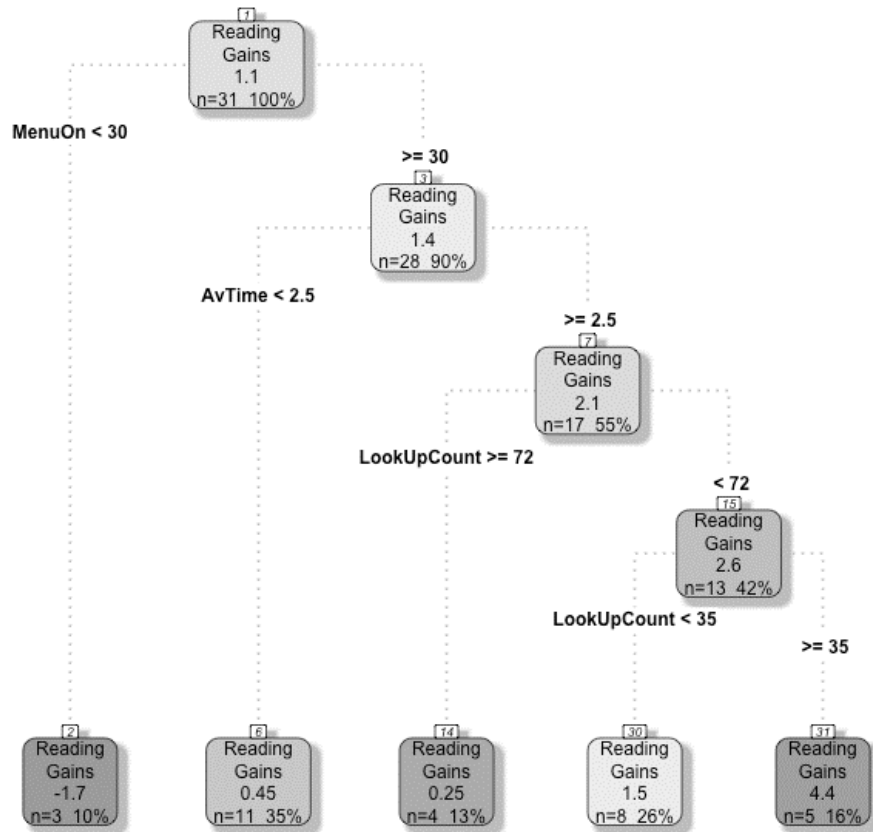 1
Reading
Gains
1.1
n=31 100%
MenuOn < 30
>= 30
3
Reading
Gains
1.4
n=28 90%
AvTime < 2.5
>= 2.5
7
Reading
Gains
2.1
n=17 55%
LookUpCount >= 72
< 72
15
Reading
Gains
2.6
n=13 42%
LookUpCount < 35
>= 35
2
Reading
Gains
-1.7
n=3 10%
6
Reading
Gains
0.45
n=11 35%
14
Reading
Gains
0.25
n=4 13%
30
Reading
Gains
1.5
n=8 26%
31
Reading
Gains
4.4
n=5 16%